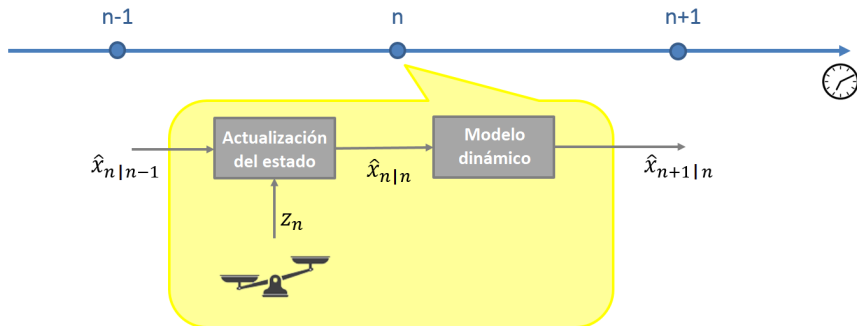 n-1
n
n+1
Actualización
del estado
Modelo
dinámico
x̂ₙ|ₙ₋₁
x̂ₙ|ₙ
x̂ₙ₊₁|ₙ
zₙ